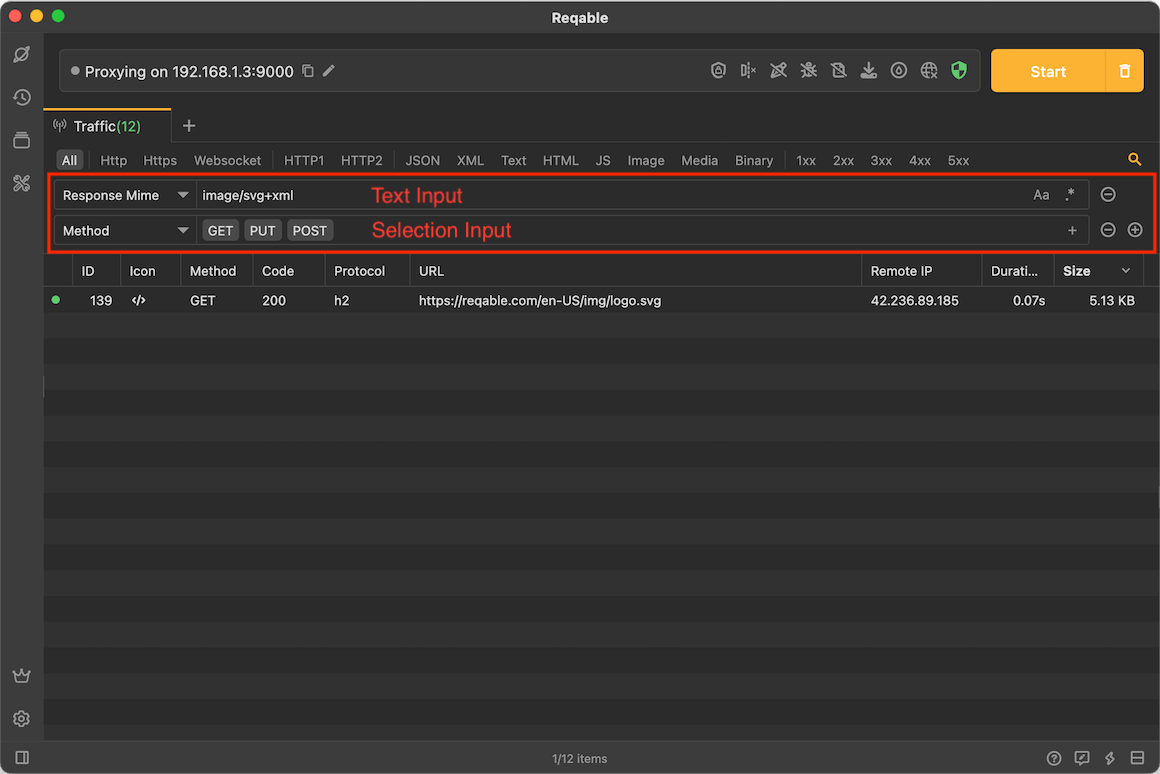 Reqable
Proxying on 192.168.1.3:9000
Start
Traffic(12)
All Http Https Websocket HTTP1 HTTP2 JSON XML Text HTML JS Image Media Binary 1xx 2xx 3xx 4xx 5xx
Response Mime image/svg+xml Text Input Aa .*
Method GET PUT POST Selection Input
ID Icon Method Code Protocol URL Remote IP Durati... Size
139 GET 200 h2 https://reqable.com/en-US/img/logo.svg 42.236.89.185 0.07s 5.13 KB
1/12 items